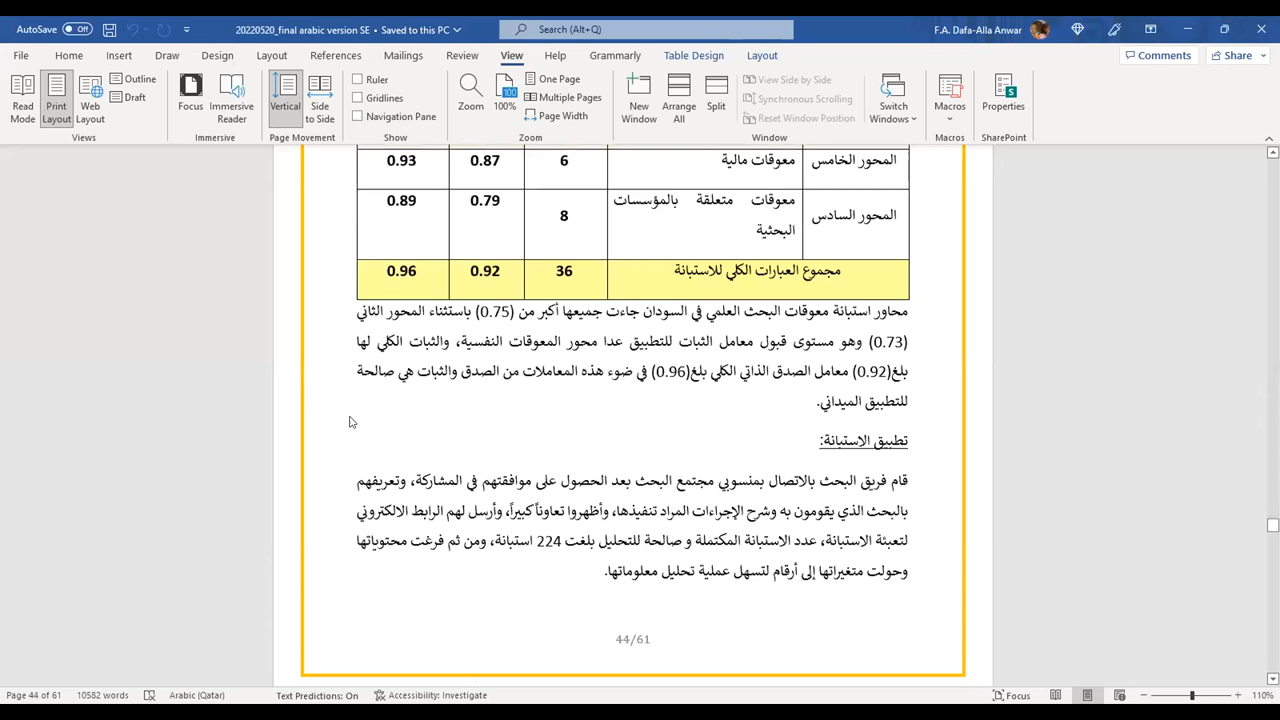 AutoSave Off 20220520_final arabic version SE • Saved to this PC Search (Alt+Q) F.A. Dafa-Alla Anwar
File Home Insert Draw Design Layout References Mailings Review View Help Grammarly Table Design Layout Comments Share
Read Mode Print Layout Web Layout Outline Draft Focus Immersive Reader Vertical Side to Side Ruler Gridlines Navigation Pane Zoom 100% One Page Multiple Pages Page Width New Window Arrange All Split View Side by Side Synchronous Scrolling Reset Window Position Switch Windows Macros Properties
Views Immersive Page Movement Show Zoom Window Macros SharePoint
المحور الخامس معوقات مالية 6 0.87 0.93
المحور السادس معوقات متعلقة بالمؤسسات البحثية 8 0.79 0.89
مجموع العبارات الكلي للاستبانة 36 0.92 0.96
محاور استبانة معوقات البحث العلمي في السودان جاءت جميعها أكبر من (0.75) باستثناء المحور الثاني
(0.73) وهو مستوى قبول معامل الثبات للتطبيق عدا محور المعوقات النفسية، والثبات الكلي لها
بلغ(0.92) معامل الصدق الذاتي الكلي بلغ(0.96) في ضوء هذه المعاملات من الصدق والثبات هي صالحة
للتطبيق الميداني.
تطبيق الاستبانة:
قام فريق البحث بالاتصال بمنسوبي مجتمع البحث بعد الحصول على موافقتهم في المشاركة، وتعريفهم
بالبحث الذي يقومون به وشرح الإجراءات المراد تنفيذها، وأظهروا تعاوناً كبيراً، وأرسل لهم الرابط الالكتروني
لتعبئة الاستبانة، عدد الاستبانة المكتملة و صالحة للتحليل بلغت 224 استبانة، ومن ثم فرغت محتوياتها
وحولت متغيراتها إلى أرقام لتسهل عملية تحليل معلوماتها.
44/61
Page 44 of 61 10582 words Arabic (Qatar) Text Predictions: On Accessibility: Investigate Focus 110%